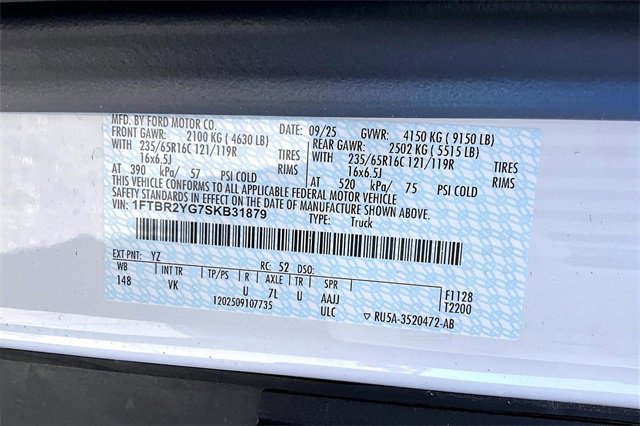 MFD. BY FORD MOTOR CO. DATE: 09/25 GVWR: 4150 KG ( 9150 LB)
FRONT GAWR: 2100 KG ( 4630 LB) REAR GAWR: 2502 KG ( 5515 LB)
WITH 235/65R16C 121/119R TIRES WITH 235/65R16C 121/119R TIRES
16x6.5J 16x6.5J
AT 390 kPa/ 57 PSI COLD AT 520 kPa/ 75 PSI COLD
THIS VEHICLE CONFORMS TO ALL APPLICABLE FEDERAL MOTOR VEHICLE
SAFETY STANDARDS IN EFFECT ON THE DATE OF MANUFACTURE SHOWN ABOVE.
VIN: 1FTBR2YG7SKB31879 TYPE: Truck
EXT PNT: YZ RC: 52 DSO:
WB INT TR TP/PS R AXLE TR SPR F1128
148 VK U 7L U AAJJ T2200
1202509107735 ULC ▽ RU5A-3520472-AB